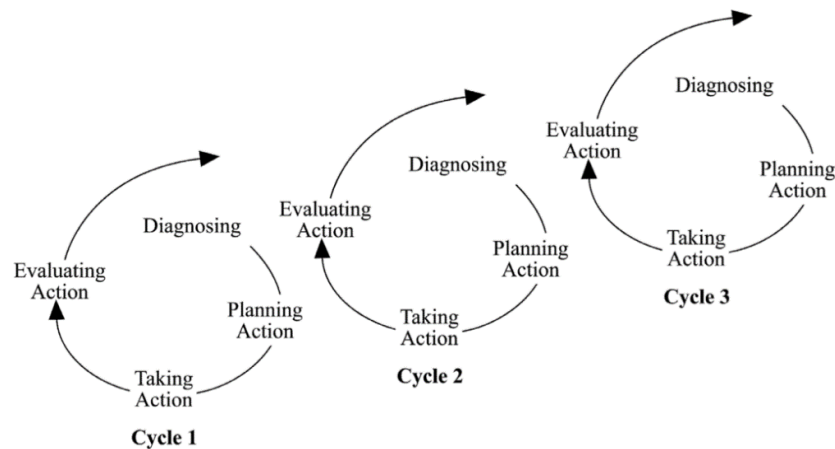 Diagnosing
Planning
Action
Taking
Action
Evaluating
Action
Cycle 1
Diagnosing
Planning
Action
Taking
Action
Evaluating
Action
Cycle 2
Diagnosing
Planning
Action
Taking
Action
Evaluating
Action
Cycle 3